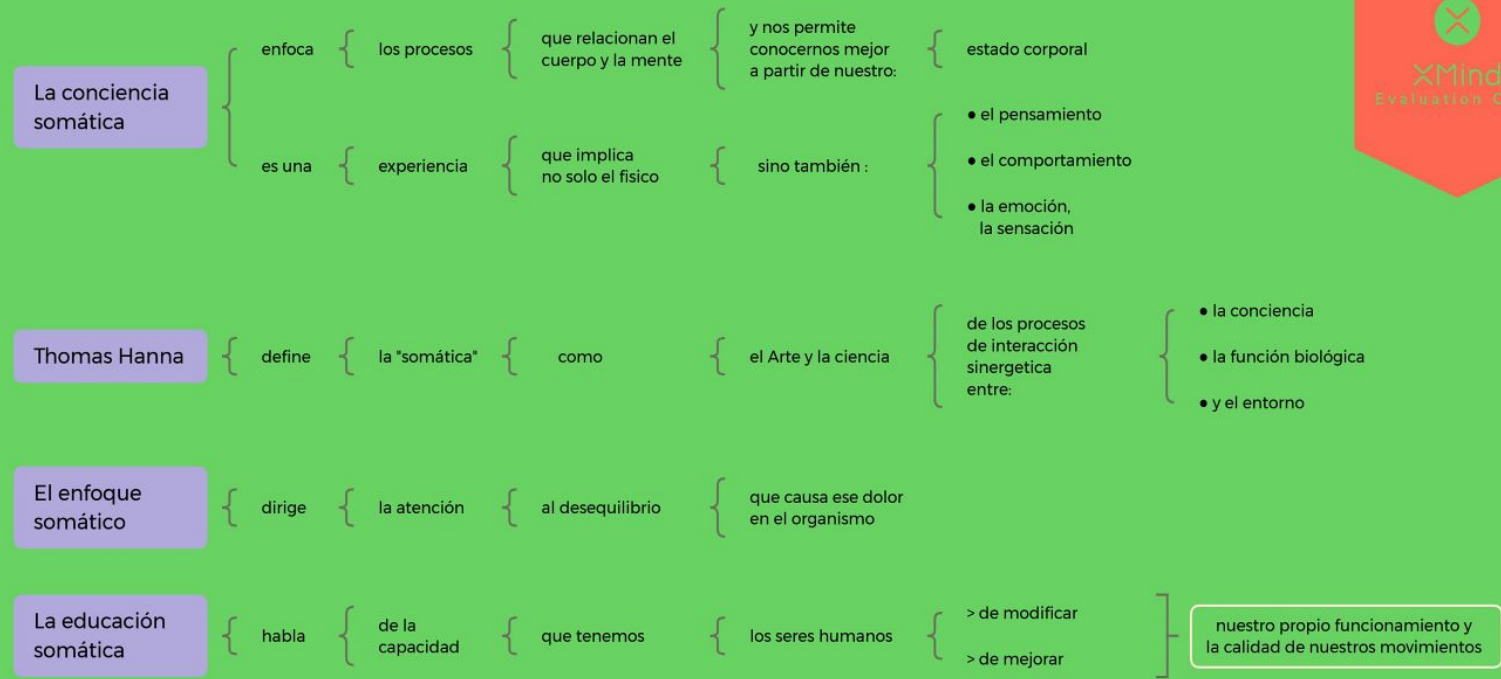 La conciencia
somática
enfoca
los procesos
que relacionan el
cuerpo y la mente
y nos permite
conocernos mejor
a partir de nuestro:
estado corporal
es una
experiencia
que implica
no solo el fisico
sino también :
● el pensamiento
● el comportamiento
● la emoción,
la sensación
Thomas Hanna
define
la "somática"
como
el Arte y la ciencia
de los procesos
de interacción
sinergetica
entre:
● la conciencia
● la función biológica
● y el entorno
El enfoque
somático
dirige
la atención
al desequilibrio
que causa ese dolor
en el organismo
La educación
somática
habla
de la
capacidad
que tenemos
los seres humanos
> de modificar
> de mejorar
nuestro propio funcionamiento y
la calidad de nuestros movimientos
XMind
Evaluation